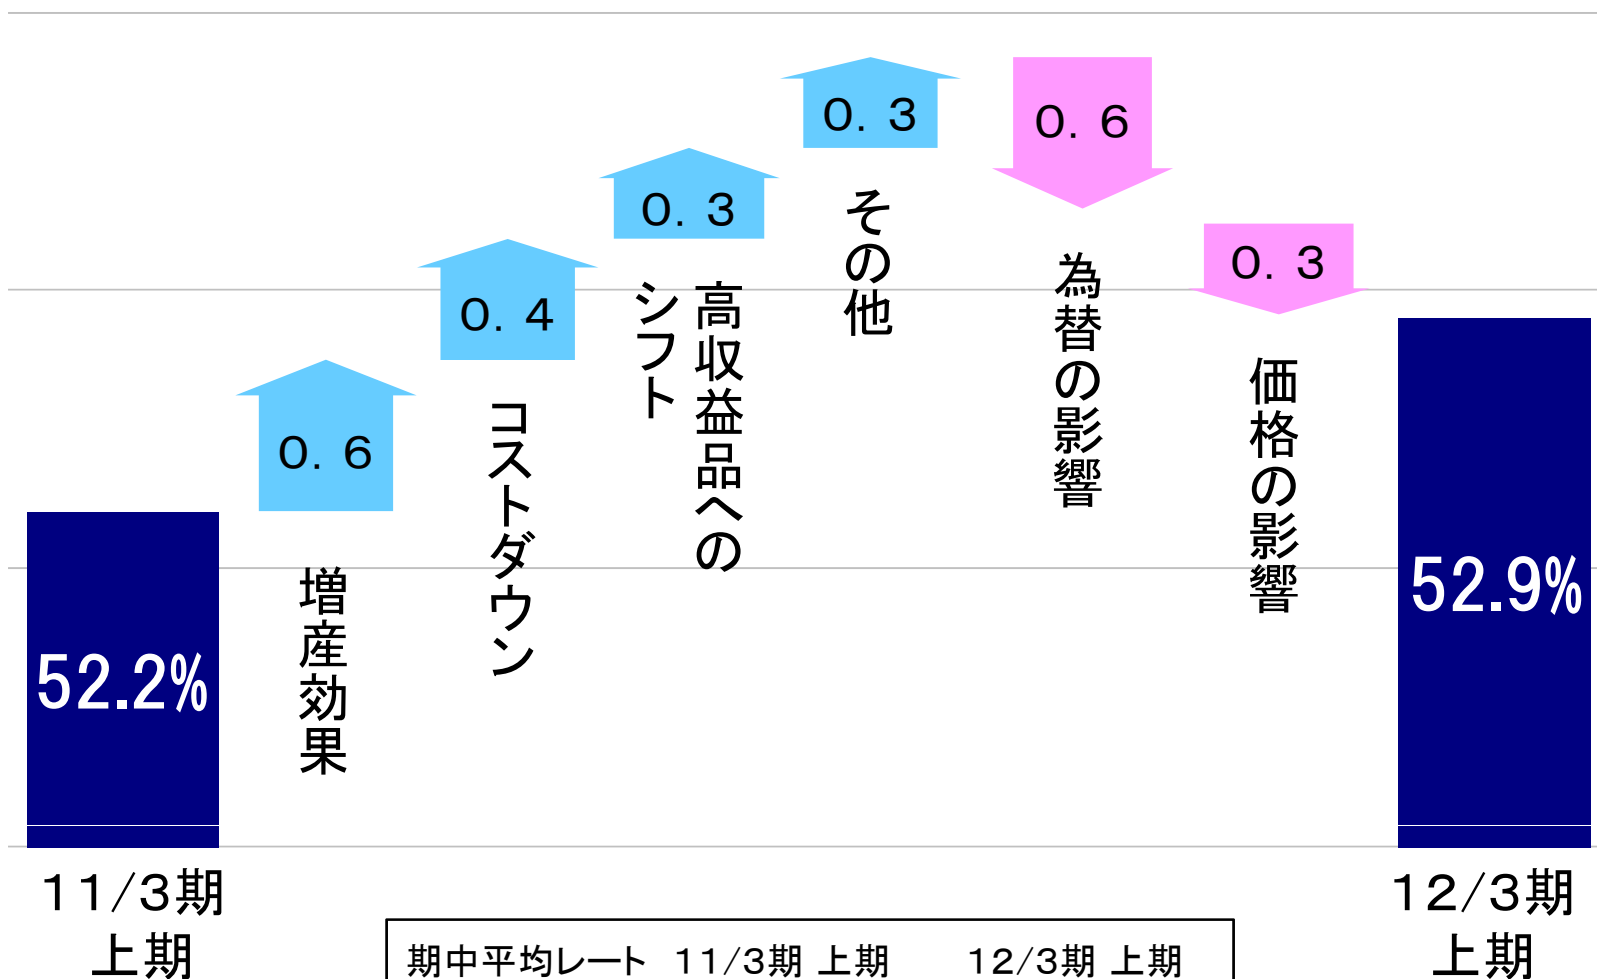 0.3
0.6
0.3
0.3
0.4
0.6
その他
為替の影響
高収益品への
シフト
価格の影響
コストダウン
増産効果
52.2%
52.9%
11/3期
上期
12/3期
上期
期中平均レート 11/3期 上期 12/3期 上期